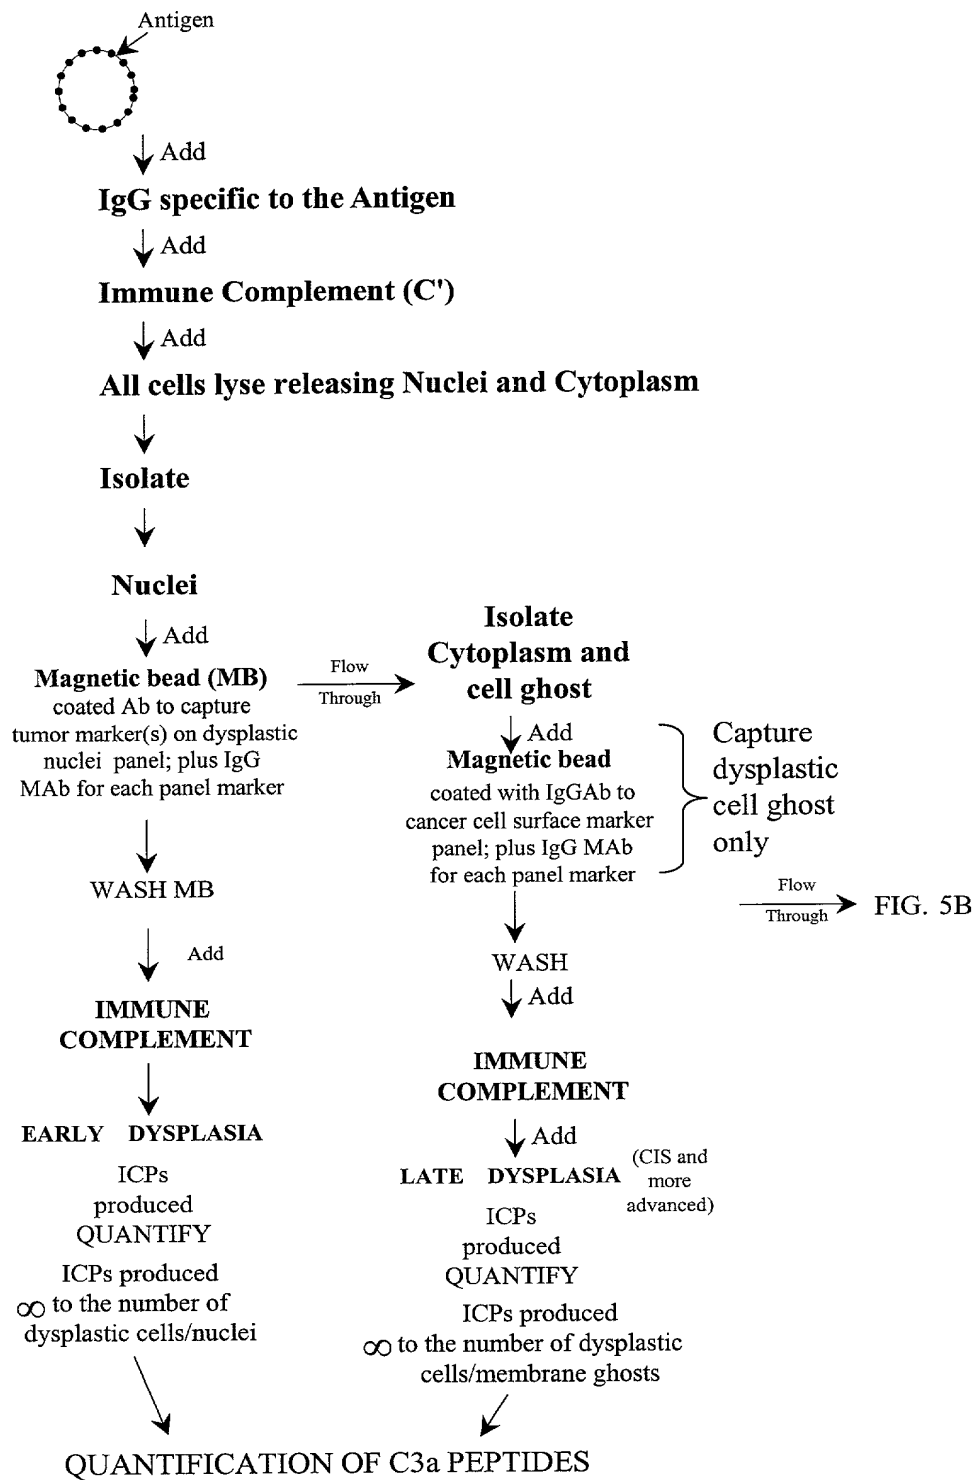 Antigen
Add
IgG specific to the Antigen
Add
Immune Complement (C')
Add
All cells lyse releasing Nuclei and Cytoplasm
Isolate
Nuclei
Add
Magnetic bead (MB)
coated Ab to capture
tumor marker(s) on dysplastic
nuclei panel; plus IgG
MAb for each panel marker
WASH MB
Add
IMMUNE
COMPLEMENT
EARLY DYSPLASIA
ICPs
produced
QUANTIFY
ICPs produced
∞ to the number of
dysplastic cells/nuclei
Flow
Through
Isolate
Cytoplasm and
cell ghost
Add
Magnetic bead
coated with IgGAb to
cancer cell surface marker
panel; plus IgG MAb
for each panel marker
Capture
dysplastic
cell ghost
only
Flow
Through
FIG. 5B
WASH
Add
IMMUNE
COMPLEMENT
Add
LATE DYSPLASIA
(CIS and
more
advanced)
ICPs
produced
QUANTIFY
ICPs produced
∞ to the number of dysplastic
cells/membrane ghosts
QUANTIFICATION OF C3a PEPTIDES